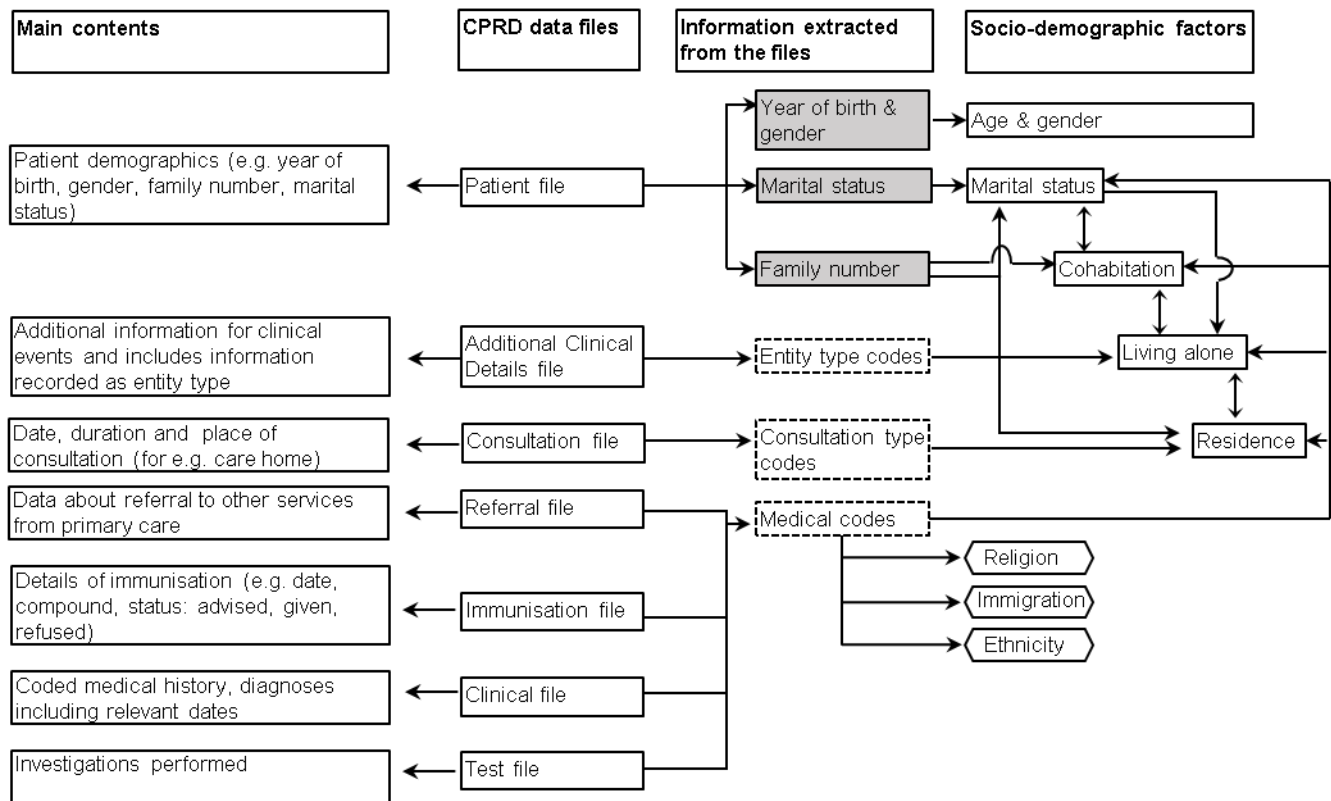 Main contents
CPRD data files
Information extracted
from the files
Socio-demographic factors
Year of birth &
gender
Age & gender
Patient demographics (e.g. year of
birth, gender, family number, marital
status)
Patient file
Marital status
Marital status
Family number
Cohabitation
Additional information for clinical
events and includes information
recorded as entity type
Additional Clinical
Details file
Entity type codes
Living alone
Date, duration and place of
consultation (for e.g. care home)
Consultation file
Consultation type
codes
Residence
Data about referral to other services
from primary care
Referral file
Medical codes
Religion
Immigration
Ethnicity
Details of immunisation (e.g. date,
compound, status: advised, given,
refused)
Immunisation file
Coded medical history, diagnoses
including relevant dates
Clinical file
Investigations performed
Test file